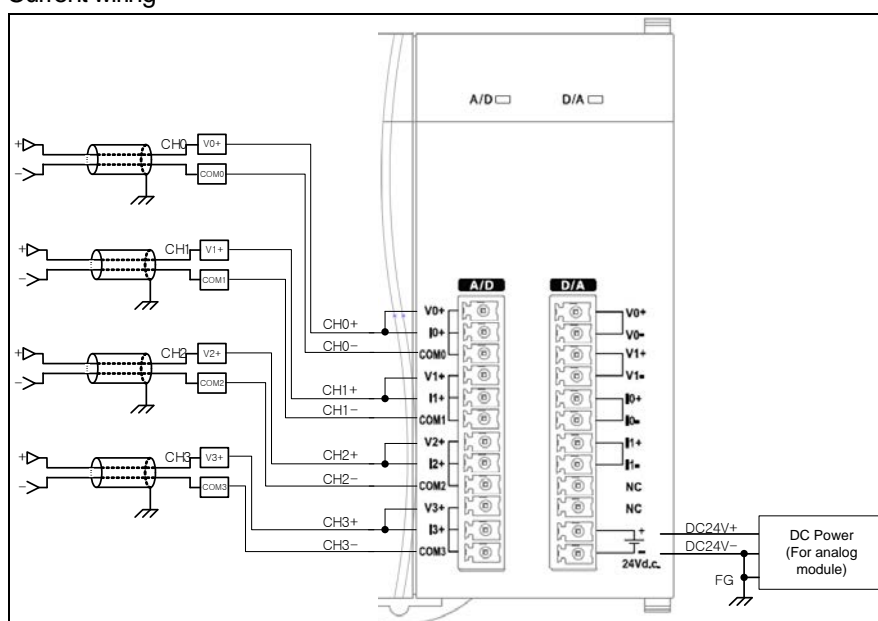 Current wiring
A/D D/A
+ CH0 V0+
- COM0
+ CH1 V1+
- COM1
+ CH2 V2+
- COM2
+ CH3 V3+
- COM3
CH0+
CH0-
CH1+
CH1-
CH2+
CH2-
CH3+
CH3-
A/D
V0+
I0+
COM0
V1+
I1+
COM1
V2+
I2+
COM2
V3+
I3+
COM3
D/A
V0+
V0-
V1+
V1-
I0+
I0-
I1+
I1-
NC
NC
+
-
24Vd.c.
DC24V+
DC24V-
FG
DC Power
(For analog
module)